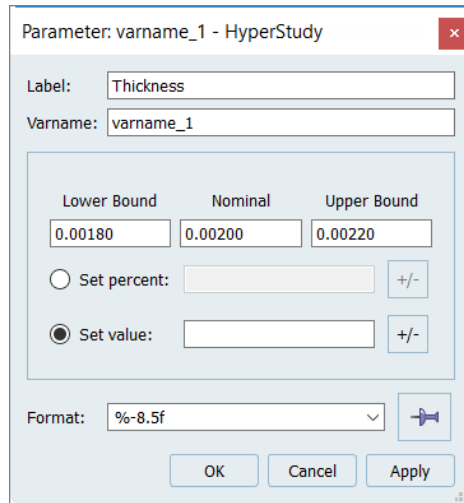 Parameter: varname_1 - HyperStudy
Label: Thickness
Varname: varname_1
Lower Bound Nominal Upper Bound
0.00180 0.00200 0.00220
Set percent: +/-
Set value: +/-
Format: %-8.5f
OK Cancel Apply